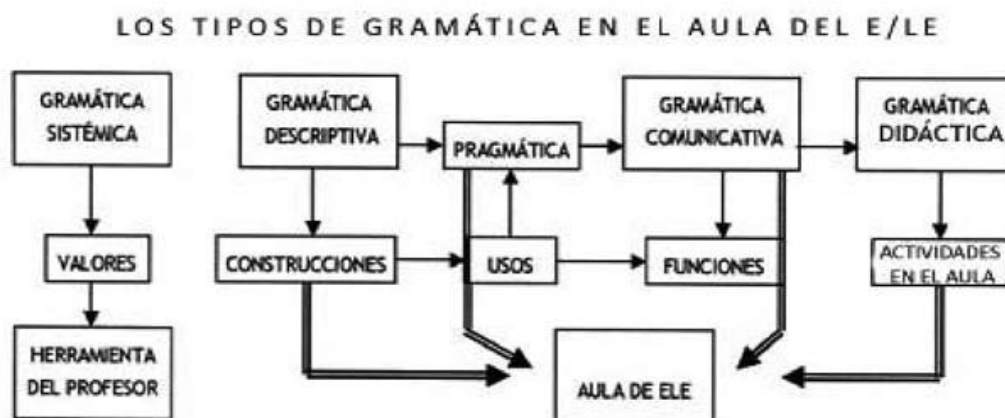 LOS TIPOS DE GRAMÁTICA EN EL AULA DEL E/LE
GRAMÁTICA
SISTÉMICA
GRAMÁTICA
DESCRIPTIVA
PRAGMÁTICA
GRAMÁTICA
COMUNICATIVA
GRAMÁTICA
DIDÁCTICA
VALORES
CONSTRUCCIONES
USOS
FUNCIONES
ACTIVIDADES
EN EL AULA
HERRAMIENTA
DEL PROFESOR
AULA DE ELE